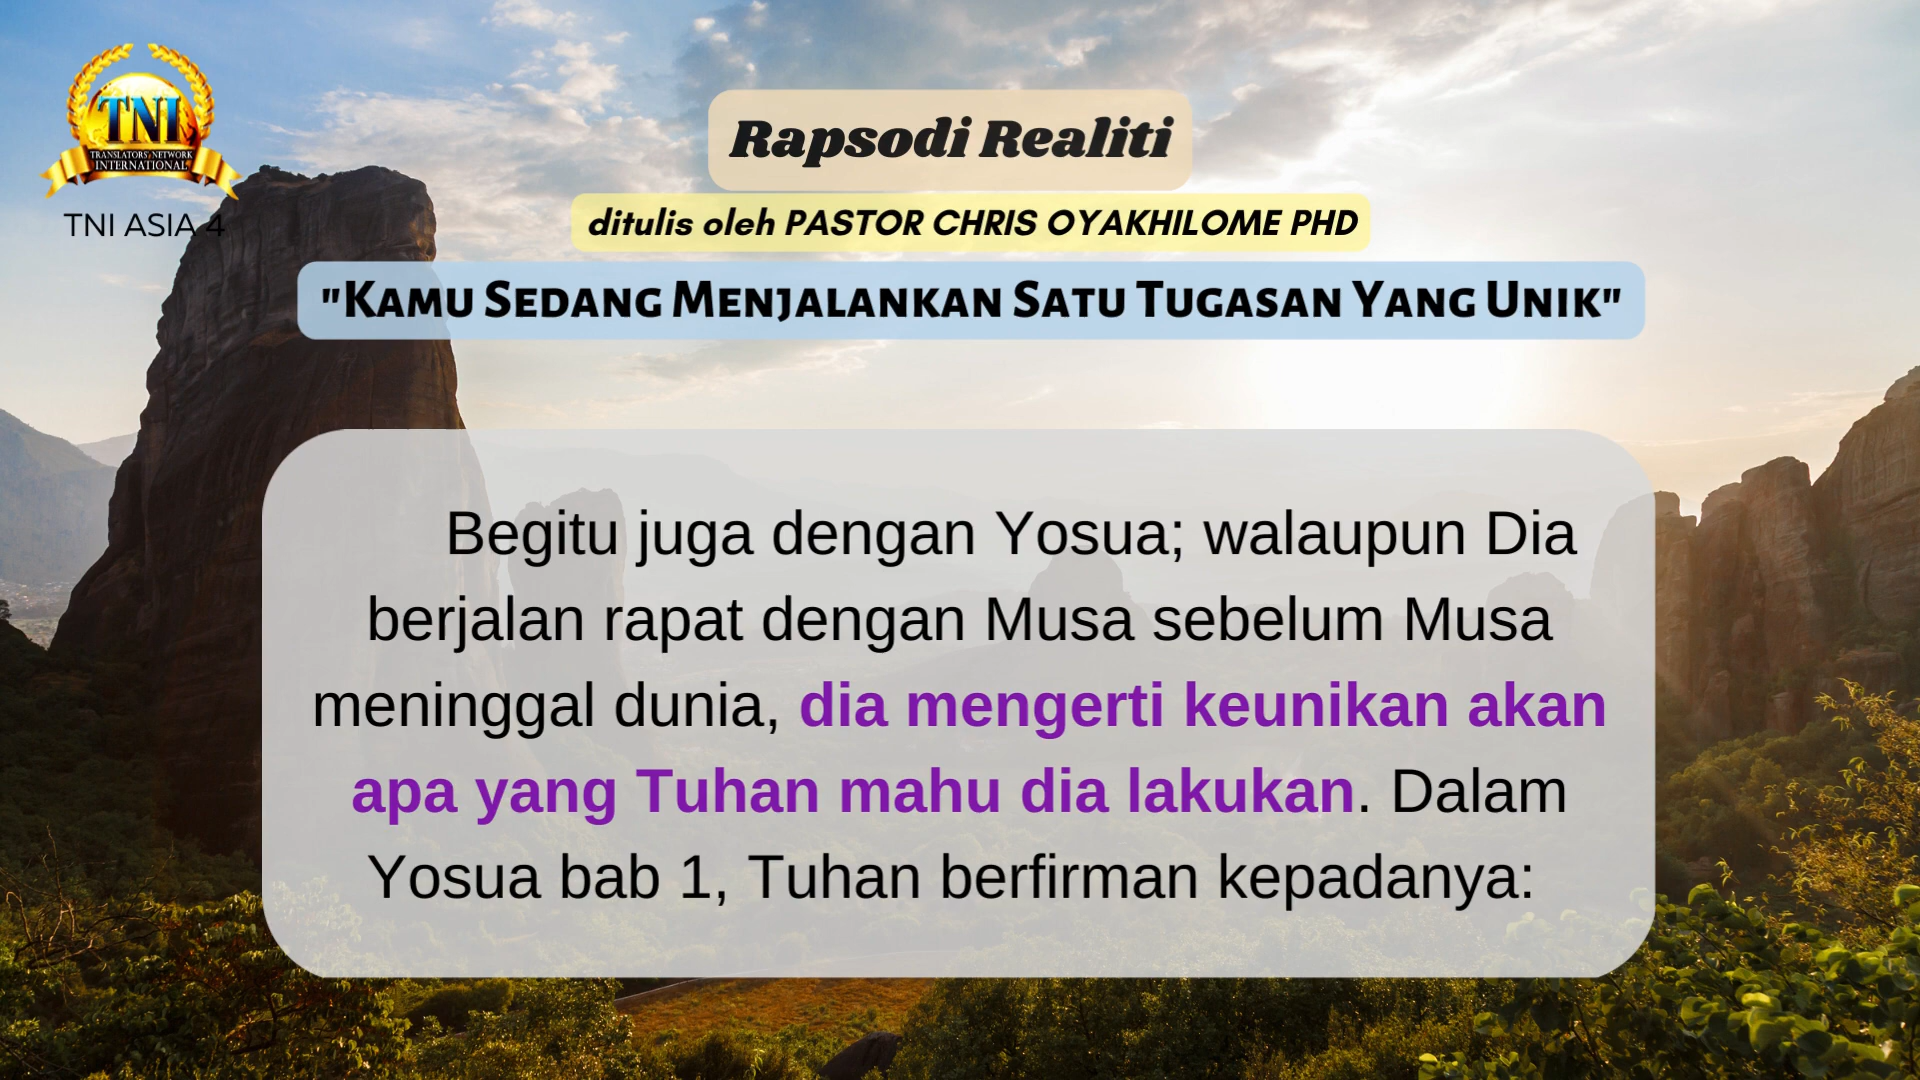 TNI
TRANSLATORS' NETWORK
INTERNATIONAL
TNI ASIA 4
Rapsodi Realiti
ditulis oleh PASTOR CHRIS OYAKHILOME PHD
"Kamu Sedang Menjalankan Satu Tugasan Yang Unik"
Begitu juga dengan Yosua; walaupun Dia
berjalan rapat dengan Musa sebelum Musa
meninggal dunia, dia mengerti keunikan akan
apa yang Tuhan mahu dia lakukan. Dalam
Yosua bab 1, Tuhan berfirman kepadanya: